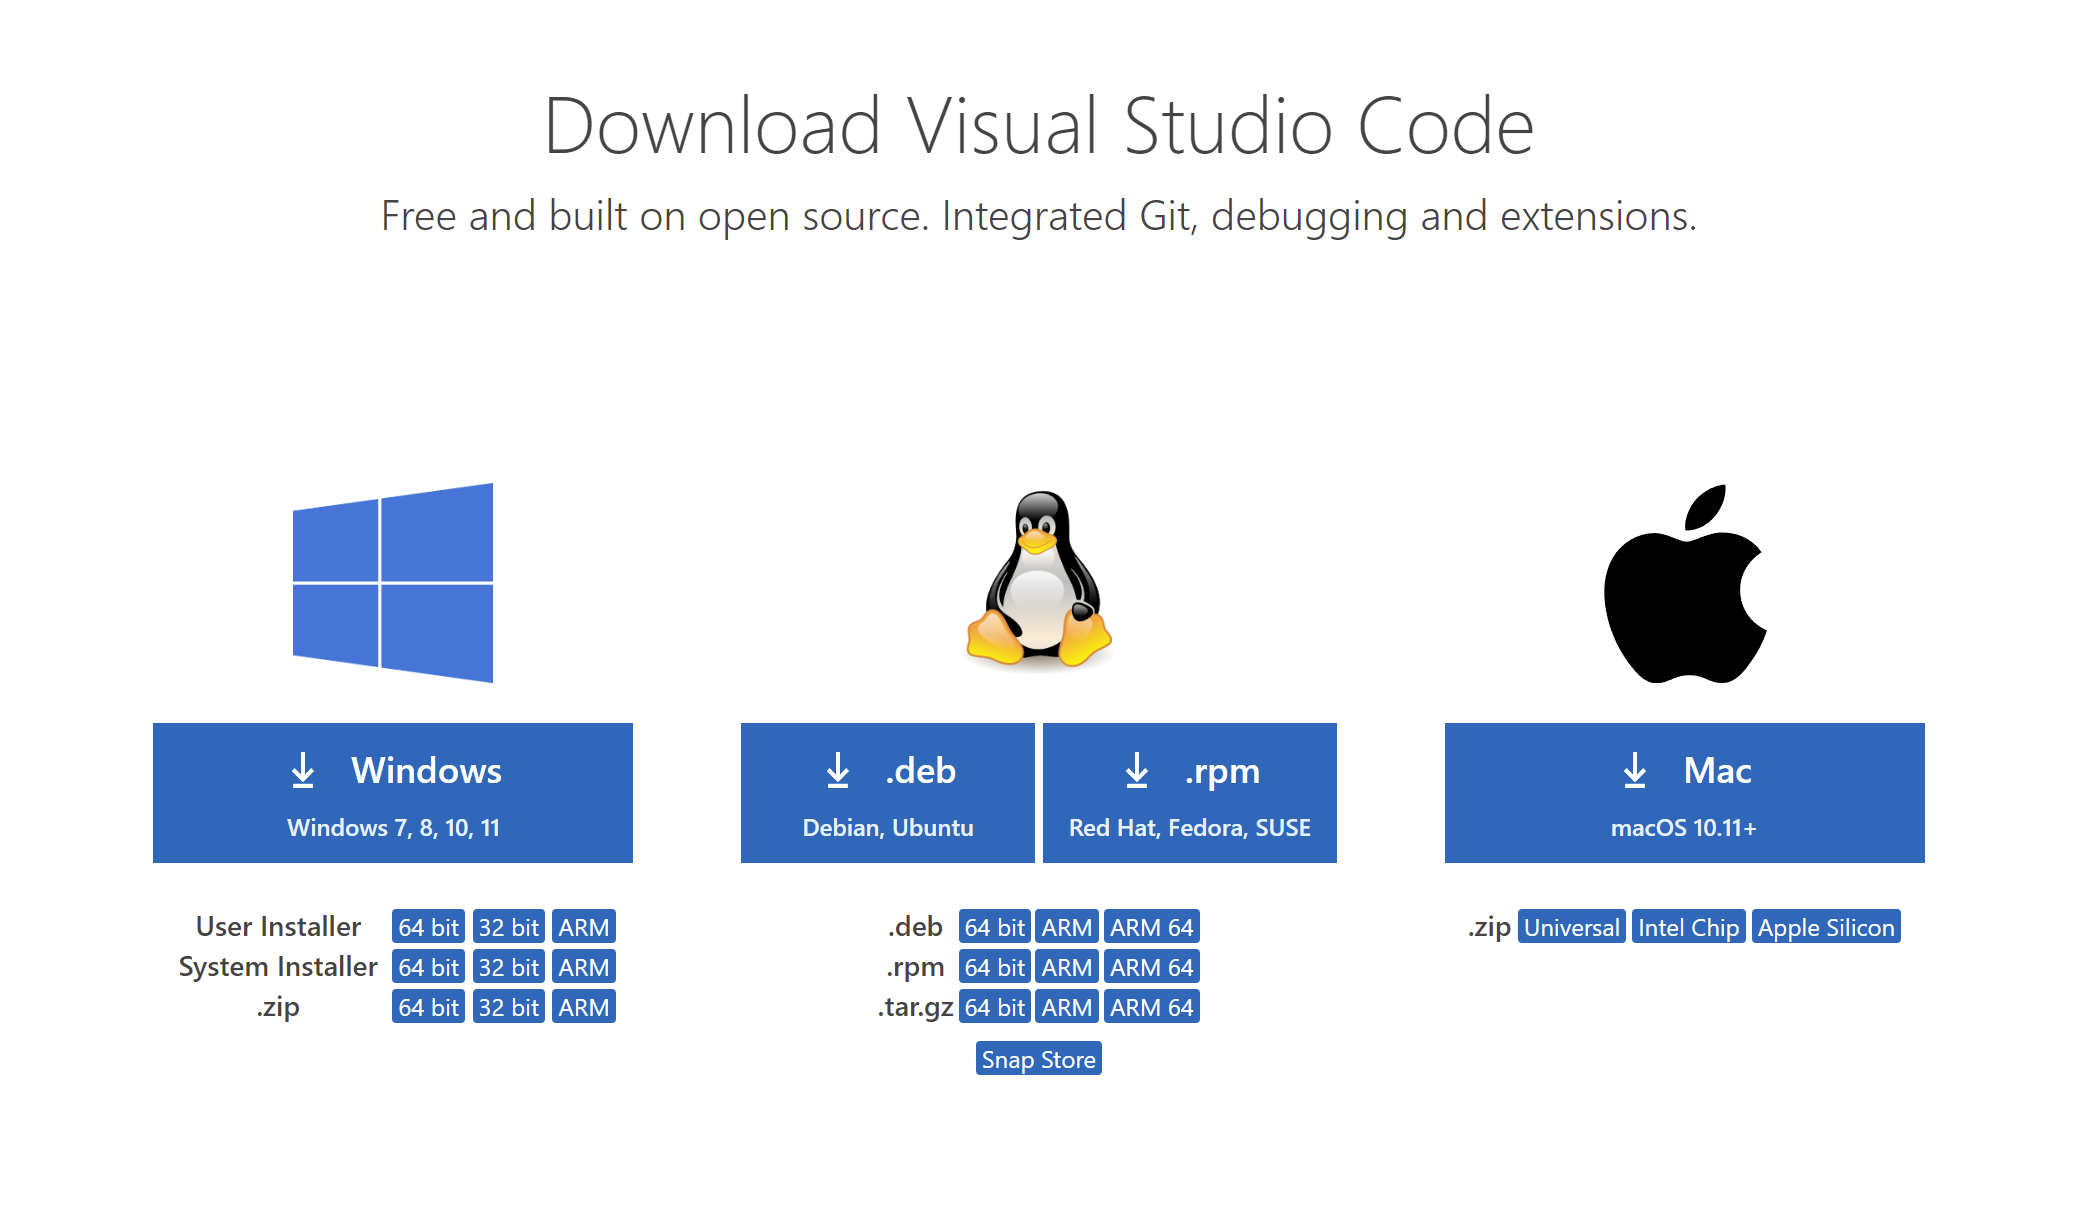 Download Visual Studio Code
Free and built on open source. Integrated Git, debugging and extensions.
Windows
Windows 7, 8, 10, 11
User Installer 64 bit 32 bit ARM
System Installer 64 bit 32 bit ARM
.zip 64 bit 32 bit ARM
.deb
Debian, Ubuntu
.rpm
Red Hat, Fedora, SUSE
.deb 64 bit ARM ARM 64
.rpm 64 bit ARM ARM 64
.tar.gz 64 bit ARM ARM 64
Snap Store
Mac
macOS 10.11+
.zip Universal Intel Chip Apple Silicon